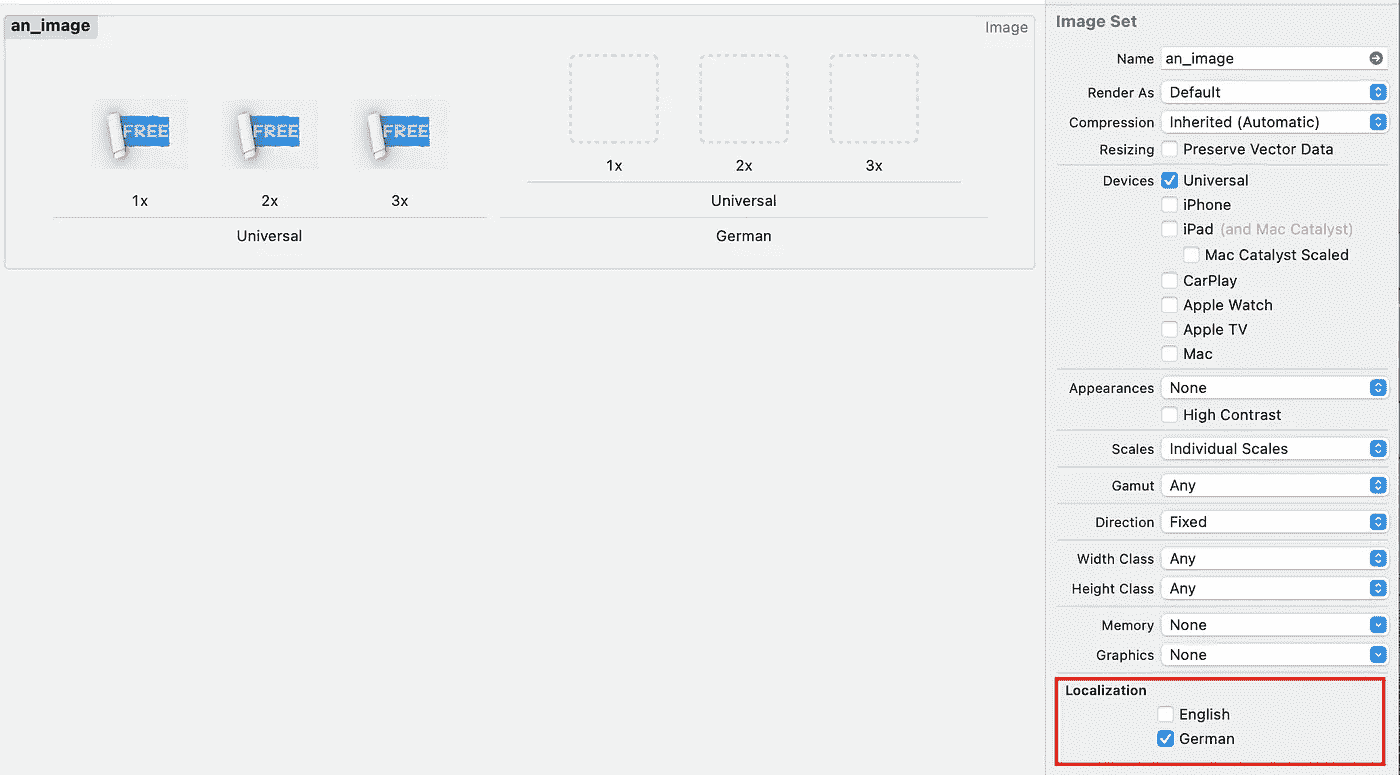 an_image
Image
FREE FREE FREE
1x 2x 3x
Universal
1x 2x 3x
Universal
German
Image Set
Name an_image
Render As Default
Compression Inherited (Automatic)
Resizing Preserve Vector Data
Devices Universal
iPhone
iPad (and Mac Catalyst)
Mac Catalyst Scaled
CarPlay
Apple Watch
Apple TV
Mac
Appearances None
High Contrast
Scales Individual Scales
Gamut Any
Direction Fixed
Width Class Any
Height Class Any
Memory None
Graphics None
Localization
English
German